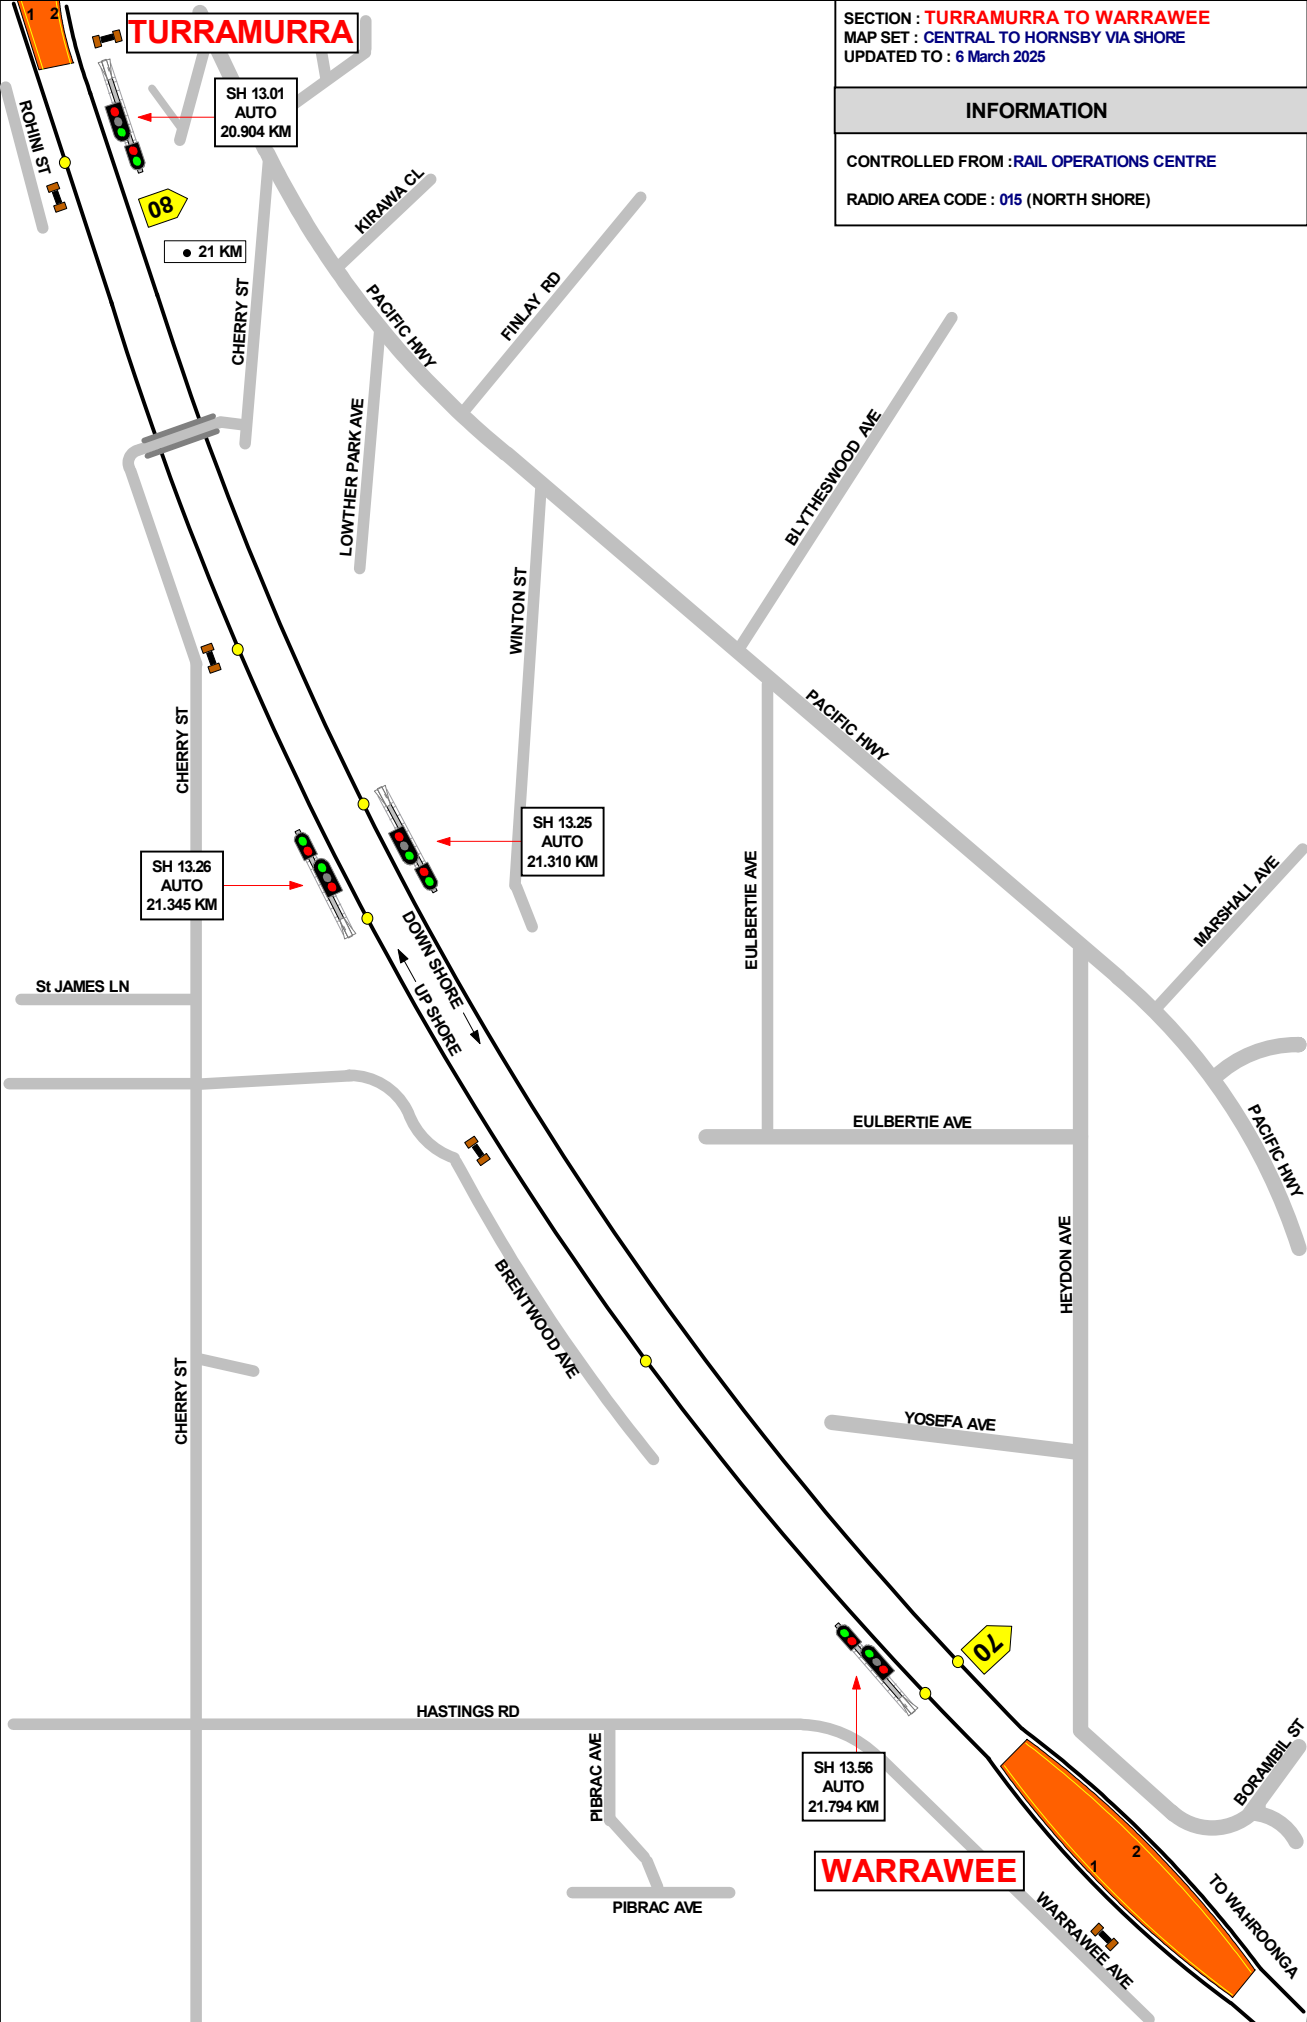 SECTION : TURRAMURRA TO WARRAWEE
MAP SET : CENTRAL TO HORNSBY VIA SHORE
UPDATED TO : 6 March 2025
INFORMATION
CONTROLLED FROM :RAIL OPERATIONS CENTRE
RADIO AREA CODE : 015 (NORTH SHORE)
1 2
TURRAMURRA
SH 13.01
AUTO
20.904 KM
ROHINI ST
80
21 KM
KIRAWA CL
CHERRY ST
PACIFIC HWY
FINLAY RD
LOWTHER PARK AVE
BLYTHESWOOD AVE
WINTON ST
CHERRY ST
PACIFIC HWY
SH 13.25
AUTO
21.310 KM
SH 13.26
AUTO
21.345 KM
EULBERTIE AVE
MARSHALL AVE
DOWN SHORE
UP SHORE
St JAMES LN
EULBERTIE AVE
PACIFIC HWY
HEYDON AVE
BRENTWOOD AVE
CHERRY ST
YOSEFA AVE
70
HASTINGS RD
PIBRAC AVE
SH 13.56
AUTO
21.794 KM
BORAMBIL ST
WARRAWEE
1
2
PIBRAC AVE
WARRAWEE AVE
TO WAHROONGA